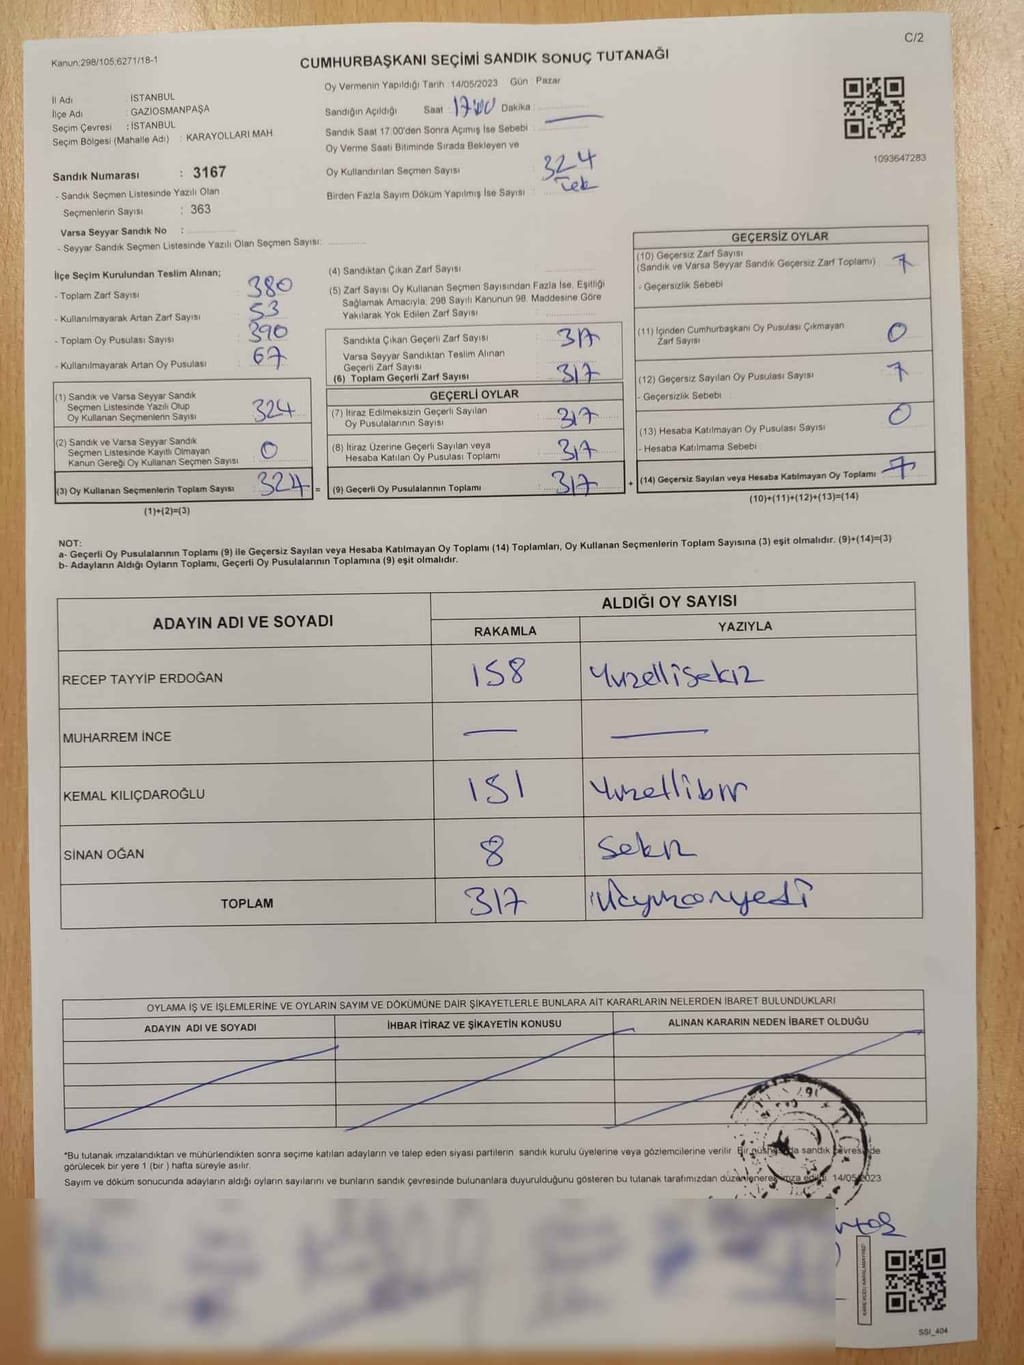 C/2
Kanun:298/105;6271/18-1
CUMHURBAŞKANI SEÇİMİ SANDIK SONUÇ TUTANAĞI
İl Adı : İSTANBUL
İlçe Adı : GAZİOSMANPAŞA
Seçim Çevresi : İSTANBUL
Seçim Bölgesi (Mahalle Adı) : KARAYOLLARI MAH
Sandık Numarası : 3167
- Sandık Seçmen Listesinde Yazılı Olan
Seçmenlerin Sayısı : 363
Varsa Seyyar Sandık No :
- Seyyar Sandık Seçmen Listesinde Yazılı Olan Seçmen Sayısı:
Oy Vermenin Yapıldığı Tarih 14/05/2023 Gün Pazar
Sandığın Açıldığı Saat 17:00 Dakika
Sandık Saat 17:00'den Sonra Açmış İse Sebebi
Oy Verme Saati Bitiminde Sırada Bekleyen ve
Oy Kullandırılan Seçmen Sayısı 324
Birden Fazla Sayım Döküm Yapılmış İse Sayısı Tek
1093647283
İlçe Seçim Kurulundan Teslim Alınan;
- Toplam Zarf Sayısı 380
- Kullanılmayarak Artan Zarf Sayısı 53
- Toplam Oy Pusulası Sayısı 390
- Kullanılmayarak Artan Oy Pusulası 67
(1) Sandık ve Varsa Seyyar Sandık
Seçmen Listesinde Yazılı Olup
Oy Kullanan Seçmenlerin Sayısı 324
(2) Sandık ve Varsa Seyyar Sandık
Seçmen Listesinde Kayıtlı Olmayan
Kanun Gereği Oy Kullanan Seçmen Sayısı 0
(3) Oy Kullanan Seçmenlerin Toplam Sayısı 324 =
(1)+(2)=(3)
(4) Sandıktan Çıkan Zarf Sayısı
(5) Zarf Sayısı Oy Kullanan Seçmen Sayısından Fazla İse, Eşitliği
Sağlamak Amacıyla, 298 Sayılı Kanunun 98. Maddesine Göre
Yakılarak Yok Edilen Zarf Sayısı
Sandıkta Çıkan Geçerli Zarf Sayısı 317
Varsa Seyyar Sandıktan Teslim Alınan
Geçerli Zarf Sayısı
(6) Toplam Geçerli Zarf Sayısı 317
GEÇERLİ OYLAR
(7) İtiraz Edilmeksizin Geçerli Sayılan
Oy Pusulalarının Sayısı 317
(8) İtiraz Üzerine Geçerli Sayılan veya
Hesaba Katılan Oy Pusulası Toplamı 317
(9) Geçerli Oy Pusulalarının Toplamı 317 +
GEÇERSİZ OYLAR
(10) Geçersiz Zarf Sayısı
(Sandık ve Varsa Seyyar Sandık Geçersiz Zarf Toplamı) 7
- Geçersizlik Sebebi
(11) İçinden Cumhurbaşkanı Oy Pusulası Çıkmayan
Zarf Sayısı 0
(12) Geçersiz Sayılan Oy Pusulası Sayısı 7
- Geçersizlik Sebebi
(13) Hesaba Katılmayan Oy Pusulası Sayısı 0
- Hesaba Katılmama Sebebi
(14) Geçersiz Sayılan veya Hesaba Katılmayan Oy Toplamı 7
(10)+(11)+(12)+(13)=(14)
NOT:
a- Geçerli Oy Pusulalarının Toplamı (9) ile Geçersiz Sayılan veya Hesaba Katılmayan Oy Toplamı (14) Toplamları, Oy Kullanan Seçmenlerin Toplam Sayısına (3) eşit olmalıdır. (9)+(14)=(3)
b- Adayların Aldığı Oyların Toplamı, Geçerli Oy Pusulalarının Toplamına (9) eşit olmalıdır.
ADAYIN ADI VE SOYADI
ALDIĞI OY SAYISI
RAKAMLA YAZIYLA
RECEP TAYYİP ERDOĞAN 158 Yüzellisekiz
MUHARREM İNCE — —
KEMAL KILIÇDAROĞLU 151 Yüzellibir
SİNAN OĞAN 8 sekiz
TOPLAM 317 üçyüzonyedi
OYLAMA İŞ VE İŞLEMLERİNE VE OYLARIN SAYIM VE DÖKÜMÜNE DAİR ŞİKAYETLERLE BUNLARA AİT KARARLARIN NELERDEN İBARET BULUNDUKLARI
ADAYIN ADI VE SOYADI İHBAR İTİRAZ VE ŞİKAYETİN KONUSU ALINAN KARARIN NEDEN İBARET OLDUĞU
*Bu tutanak imzalandıktan ve mühürlendikten sonra seçime katılan adayların ve talep eden siyasi partilerin sandık kurulu üyelerine veya gözlemcilerine verilir. Bir nüshası da sandık çevresinde
görülecek bir yere 1 (bir ) hafta süreyle asılır.
Sayım ve döküm sonucunda adayların aldığı oyların sayılarını ve bunların sandık çevresinde bulunanlara duyurulduğunu gösteren bu tutanak tarafımızdan düzenlenerek imza edildi. 14/05/2023
T.C.
SSI_404